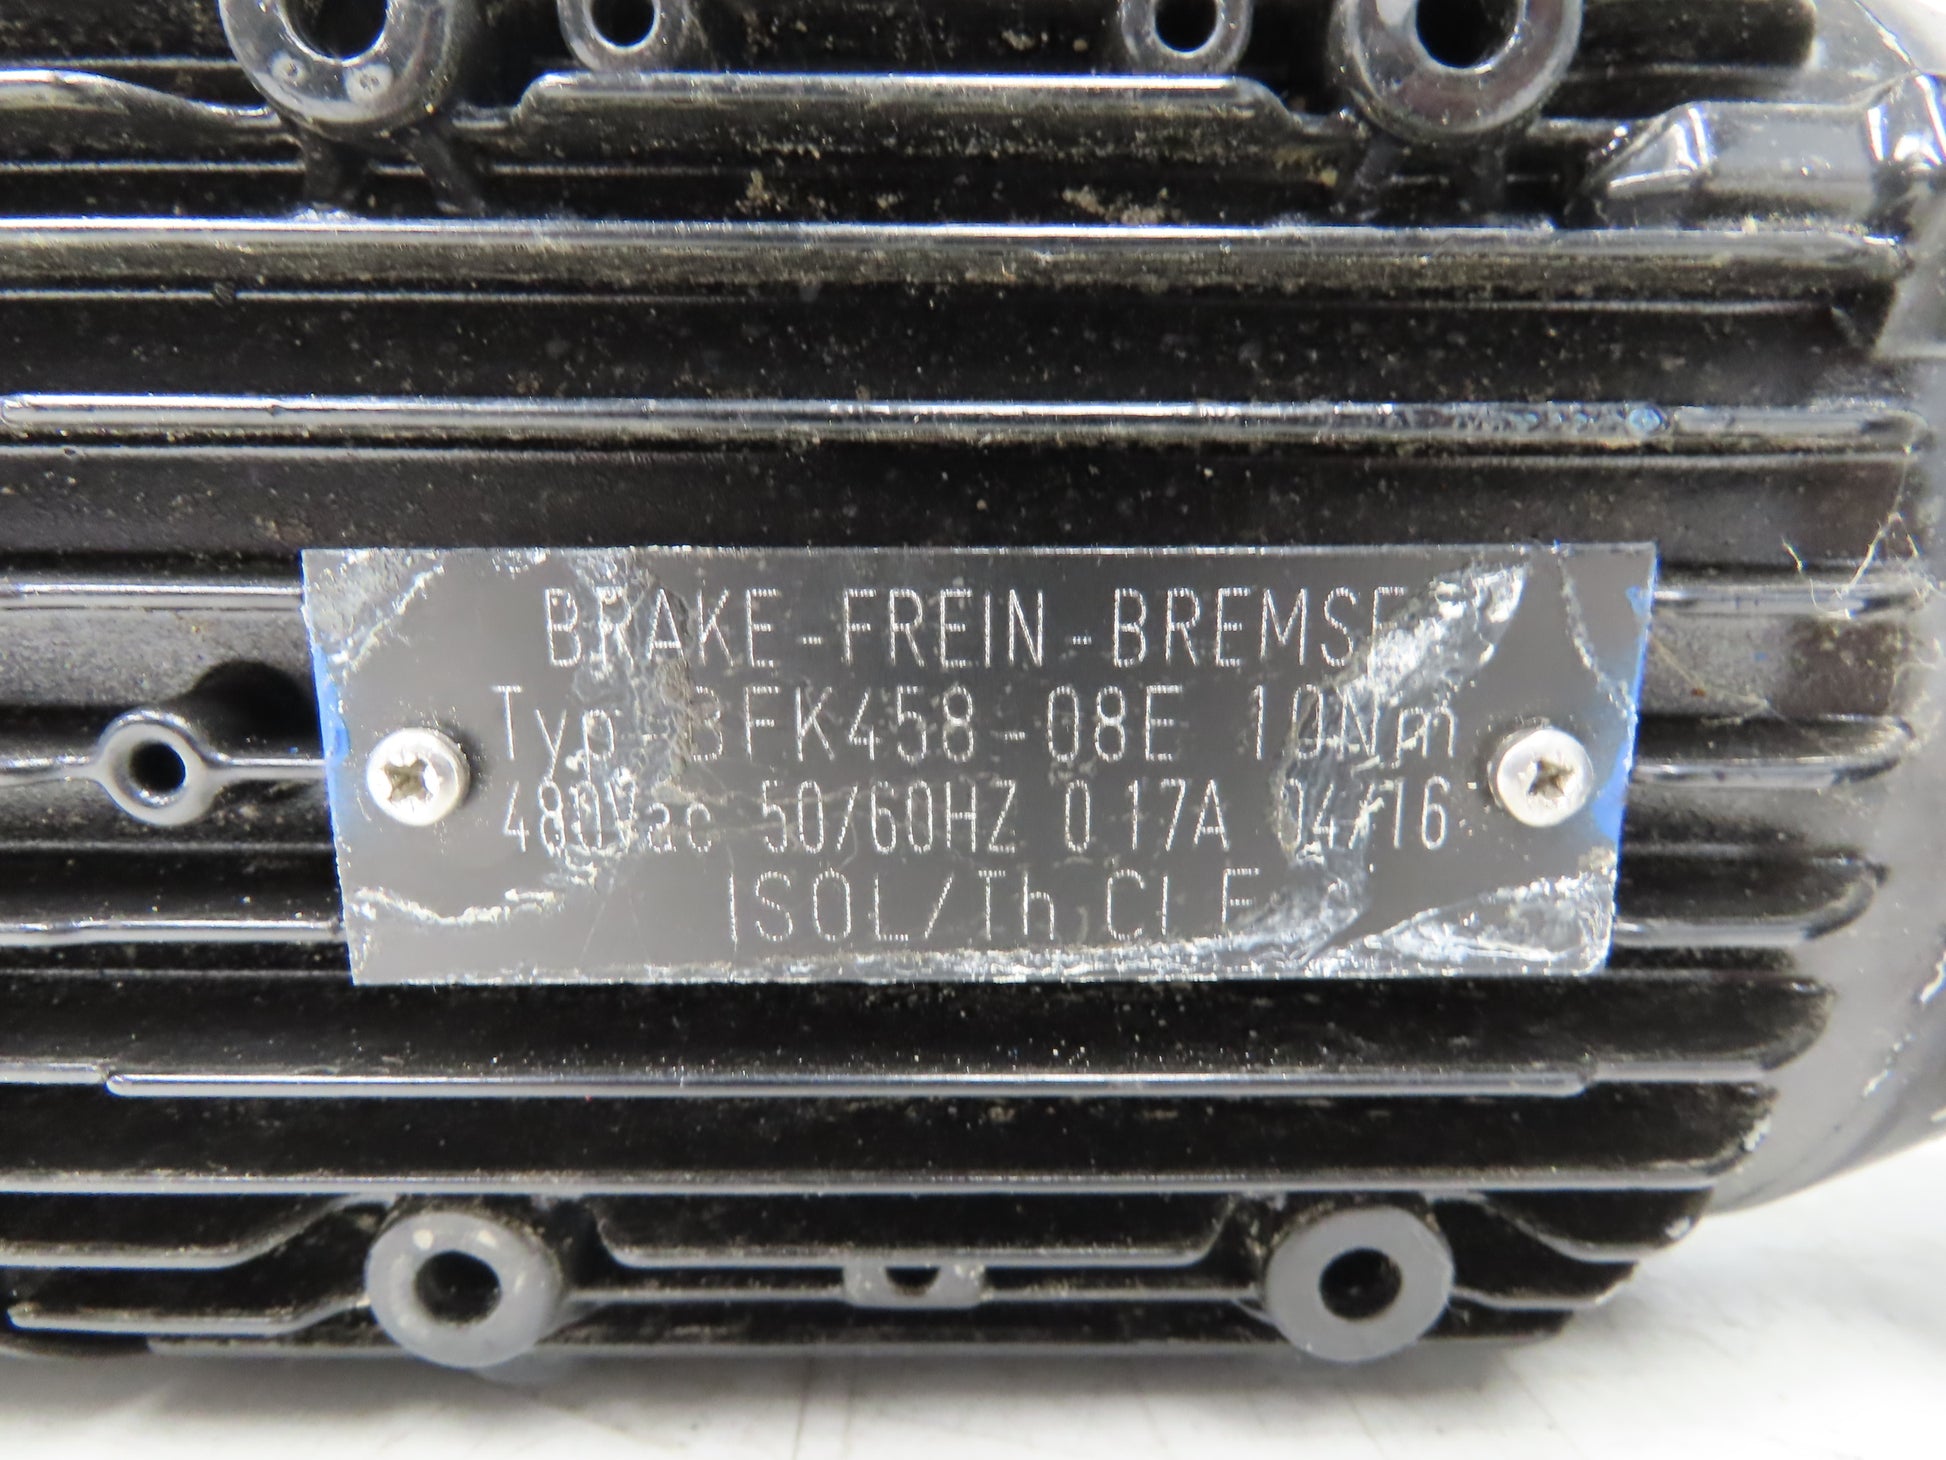 BRAKE-FREIN-BREMSE
Typ BFK458-08E 10Nm
480Vac 50/60HZ 0.17A 04/16
ISOL/Th Cl F